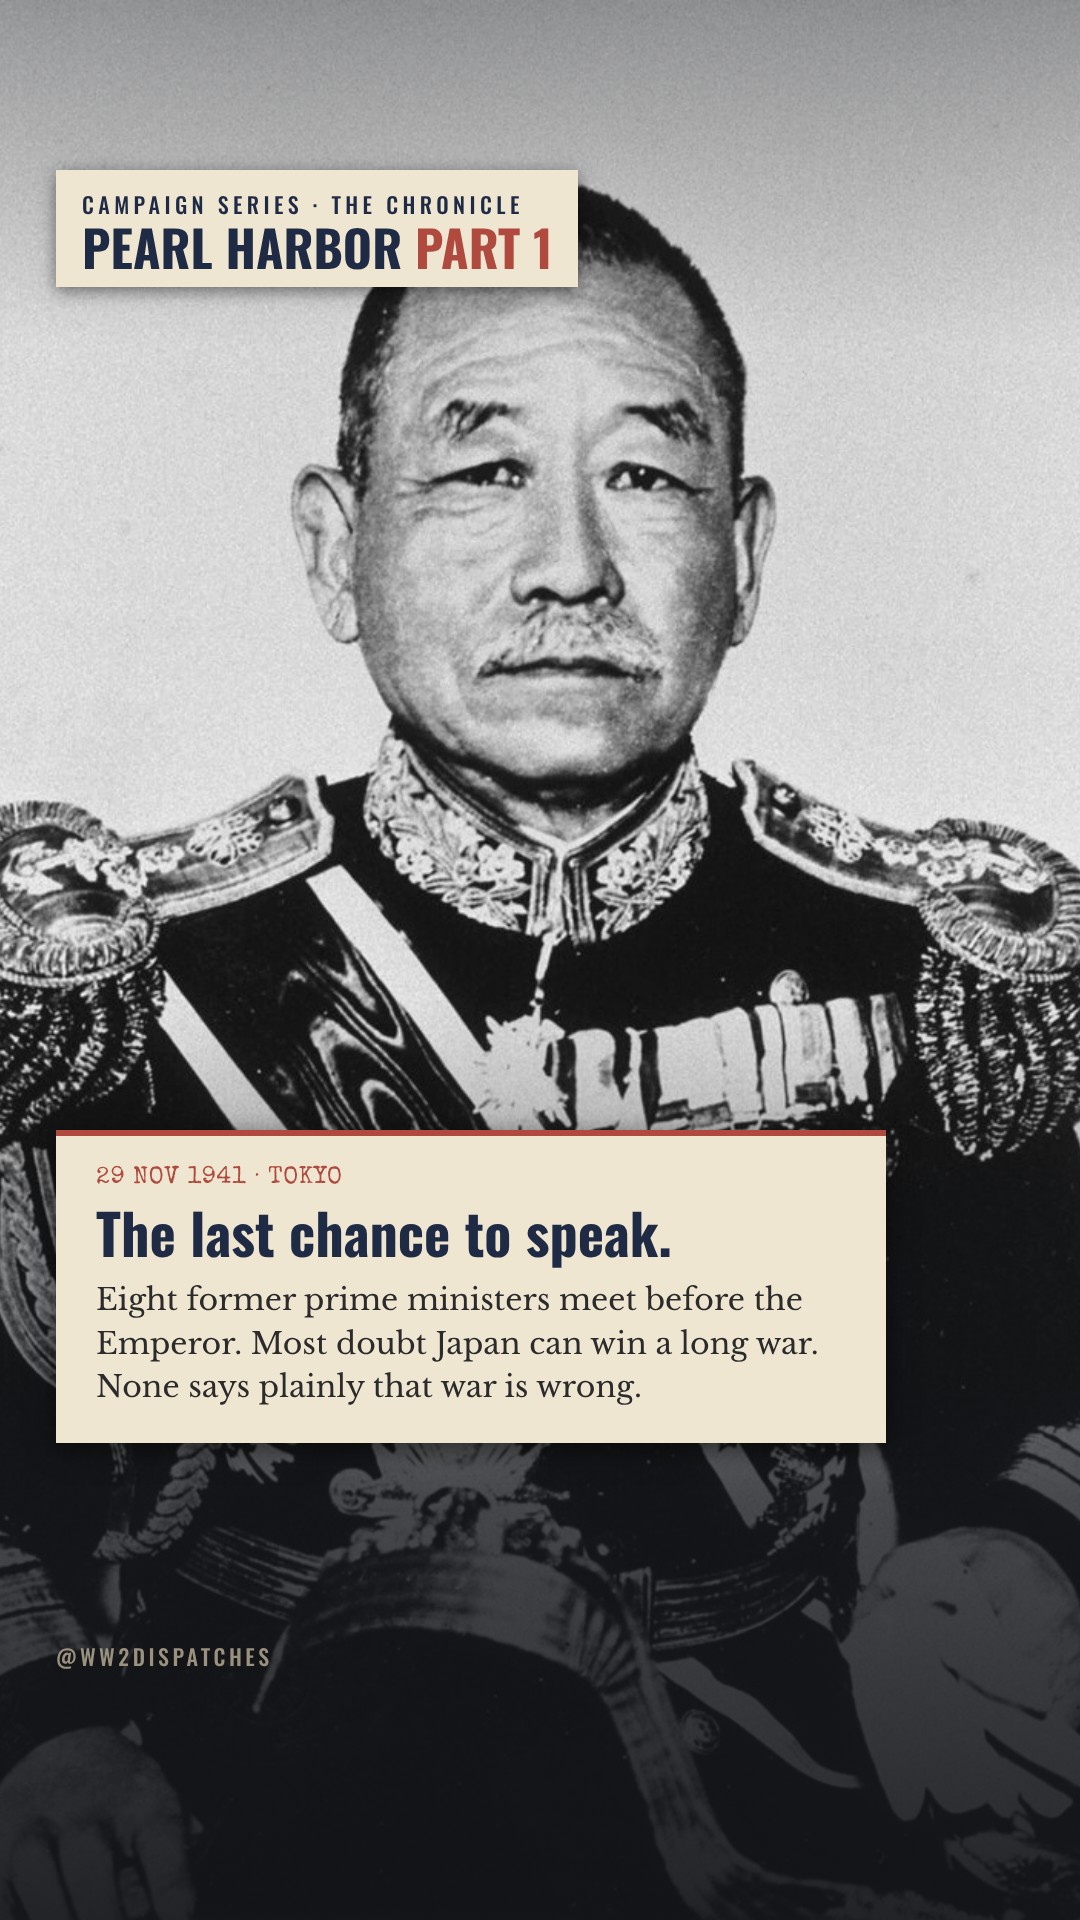 CAMPAIGN SERIES · THE CHRONICLE
PEARL HARBOR PART 1
29 NOV 1941 · TOKYO
The last chance to speak.
Eight former prime ministers meet before the
Emperor. Most doubt Japan can win a long war.
None says plainly that war is wrong.
@WW2DISPATCHES